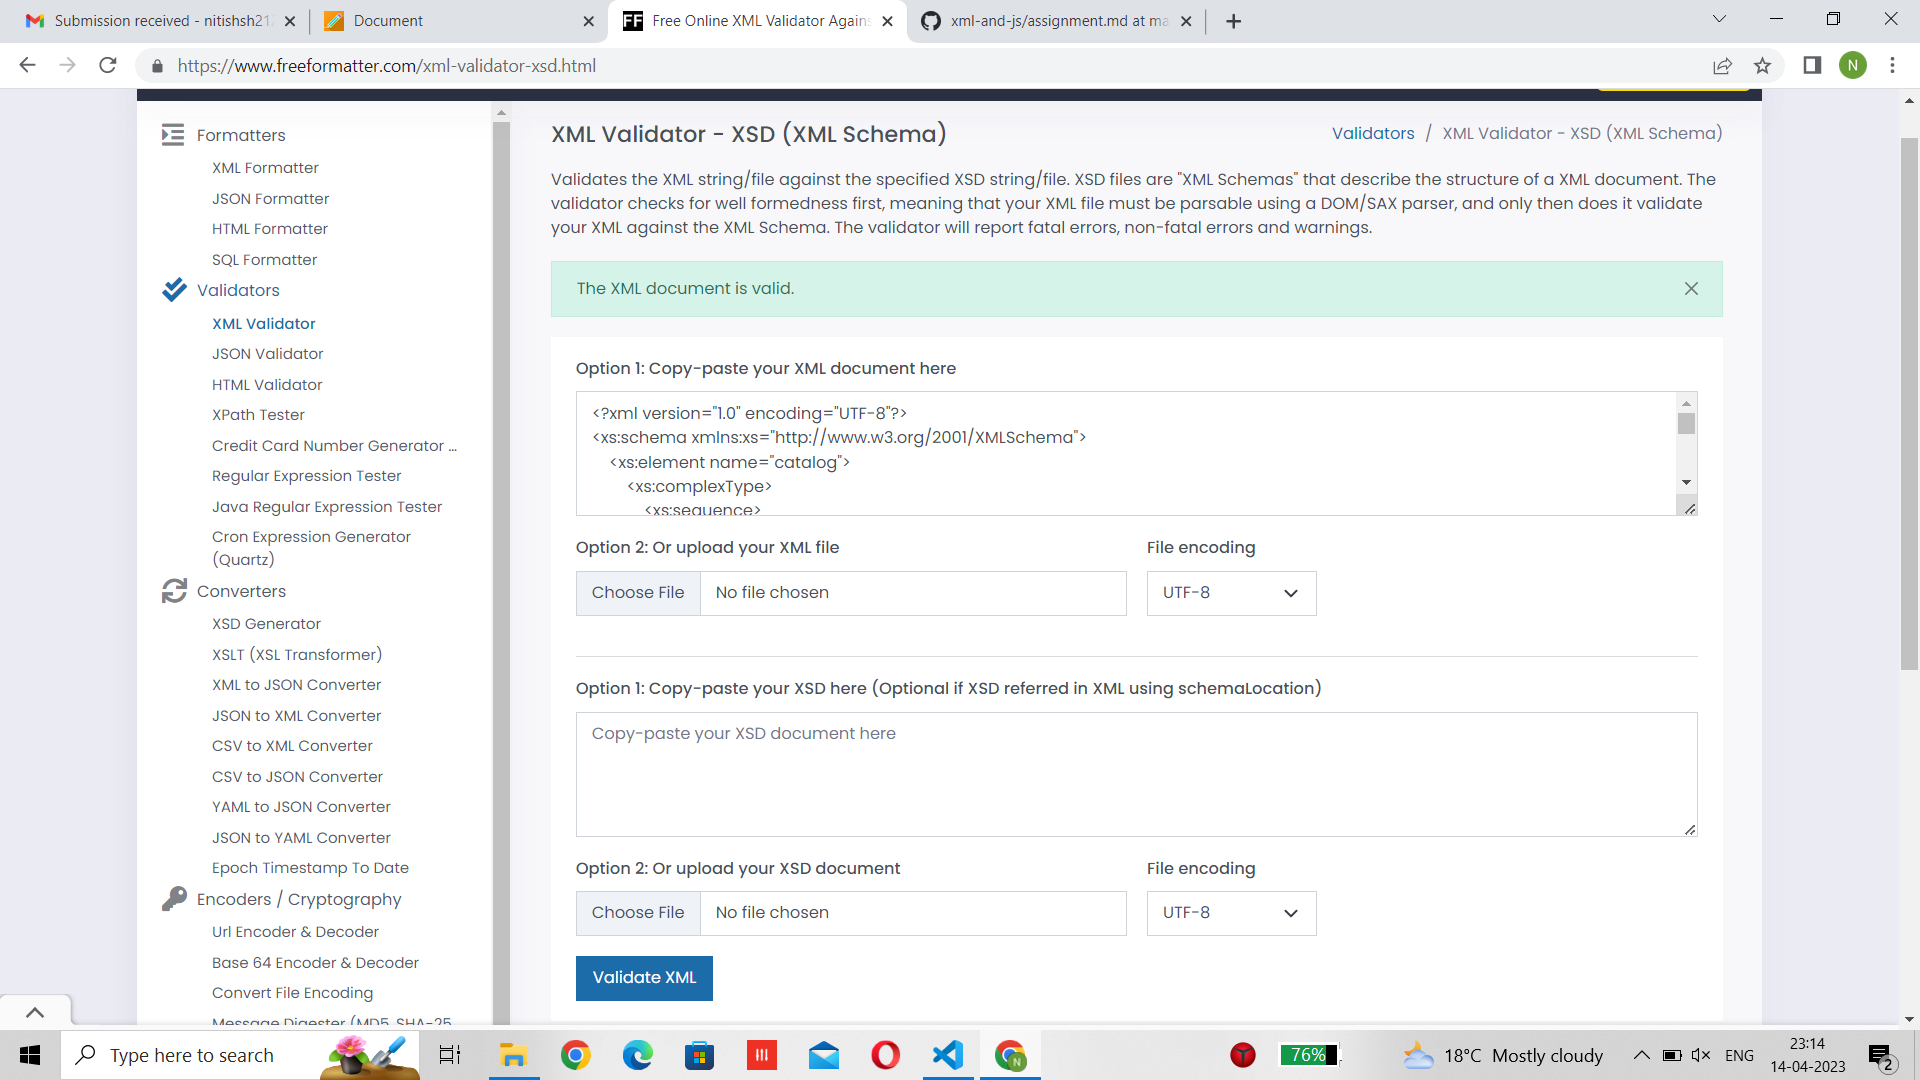 Submission received - nitishsh21
Document
FF
Free Online XML Validator Agains
xml-and-js/assignment.md at ma
https://www.freeformatter.com/xml-validator-xsd.html
N
Formatters
XML Formatter
JSON Formatter
HTML Formatter
SQL Formatter
Validators
XML Validator
JSON Validator
HTML Validator
XPath Tester
Credit Card Number Generator ...
Regular Expression Tester
Java Regular Expression Tester
Cron Expression Generator
(Quartz)
Converters
XSD Generator
XSLT (XSL Transformer)
XML to JSON Converter
JSON to XML Converter
CSV to XML Converter
CSV to JSON Converter
YAML to JSON Converter
JSON to YAML Converter
Epoch Timestamp To Date
Encoders / Cryptography
Url Encoder & Decoder
Base 64 Encoder & Decoder
Convert File Encoding
Message Digester (MD5, SHA-25
XML Validator - XSD (XML Schema)
Validators / XML Validator - XSD (XML Schema)
Validates the XML string/file against the specified XSD string/file. XSD files are "XML Schemas" that describe the structure of a XML document. The
validator checks for well formedness first, meaning that your XML file must be parsable using a DOM/SAX parser, and only then does it validate
your XML against the XML Schema. The validator will report fatal errors, non-fatal errors and warnings.
The XML document is valid.
Option 1: Copy-paste your XML document here
<?xml version="1.0" encoding="UTF-8"?>
<xs:schema xmlns:xs="http://www.w3.org/2001/XMLSchema">
<xs:element name="catalog">
<xs:complexType>
<xs:sequence>
Option 2: Or upload your XML file
File encoding
Choose File No file chosen
UTF-8
Option 1: Copy-paste your XSD here (Optional if XSD referred in XML using schemaLocation)
Copy-paste your XSD document here
Option 2: Or upload your XSD document
File encoding
Choose File No file chosen
UTF-8
Validate XML
Type here to search
N
76%
18°C Mostly cloudy
ENG
23:14
14-04-2023
2